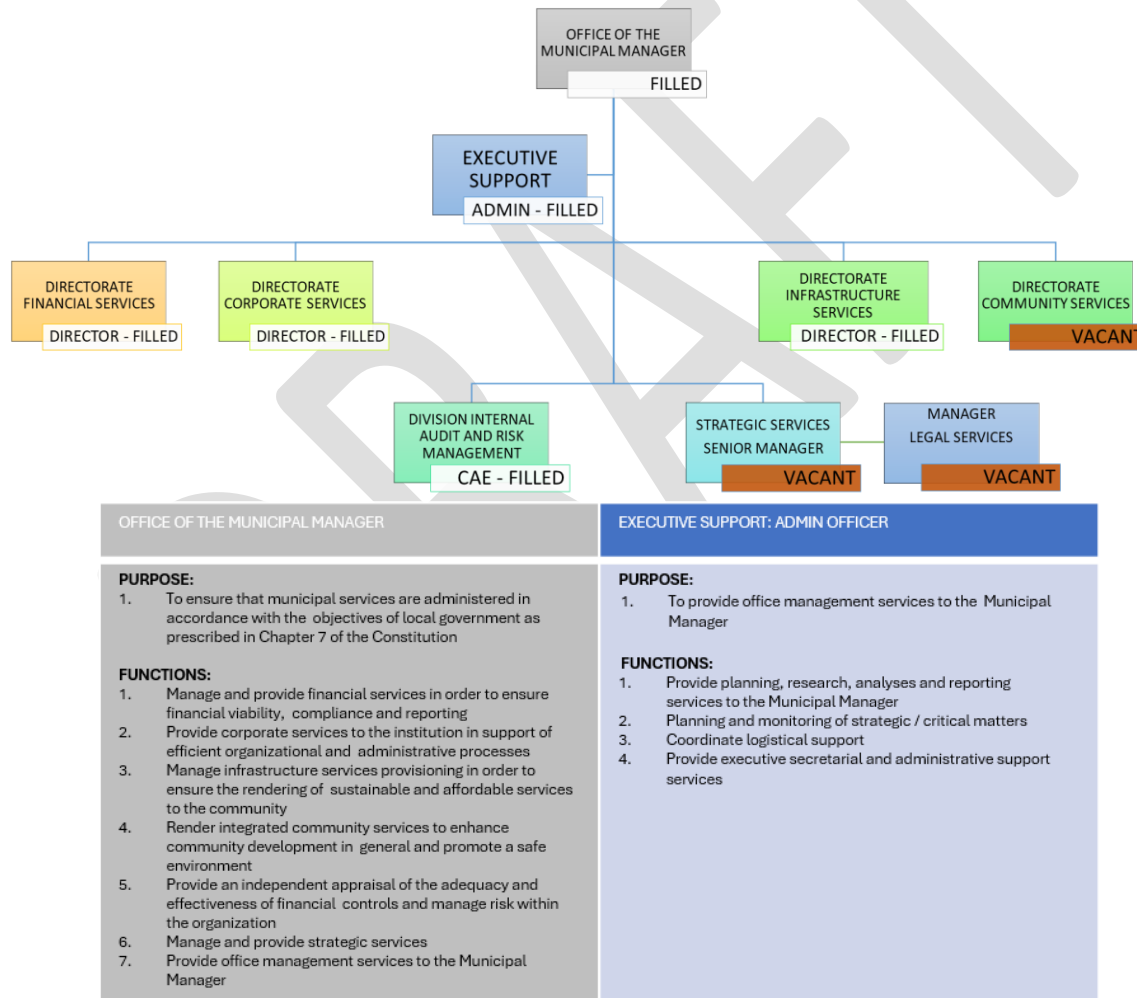 DRAFT
OFFICE OF THE
MUNICIPAL MANAGER
FILLED
EXECUTIVE
SUPPORT
ADMIN - FILLED
DIRECTORATE
FINANCIAL SERVICES
DIRECTOR - FILLED
DIRECTORATE
CORPORATE SERVICES
DIRECTOR - FILLED
DIRECTORATE
INFRASTRUCTURE
SERVICES
DIRECTOR - FILLED
DIRECTORATE
COMMUNITY SERVICES
VACANT
DIVISION INTERNAL
AUDIT AND RISK
MANAGEMENT
CAE - FILLED
STRATEGIC SERVICES
SENIOR MANAGER
VACANT
MANAGER
LEGAL SERVICES
VACANT
OFFICE OF THE MUNICIPAL MANAGER
PURPOSE:
1. To ensure that municipal services are administered in
accordance with the objectives of local government as
prescribed in Chapter 7 of the Constitution
FUNCTIONS:
1. Manage and provide financial services in order to ensure
financial viability, compliance and reporting
2. Provide corporate services to the institution in support of
efficient organizational and administrative processes
3. Manage infrastructure services provisioning in order to
ensure the rendering of sustainable and affordable services
to the community
4. Render integrated community services to enhance
community development in general and promote a safe
environment
5. Provide an independent appraisal of the adequacy and
effectiveness of financial controls and manage risk within
the organization
6. Manage and provide strategic services
7. Provide office management services to the Municipal
Manager
EXECUTIVE SUPPORT: ADMIN OFFICER
PURPOSE:
1. To provide office management services to the Municipal
Manager
FUNCTIONS:
1. Provide planning, research, analyses and reporting
services to the Municipal Manager
2. Planning and monitoring of strategic / critical matters
3. Coordinate logistical support
4. Provide executive secretarial and administrative support
services